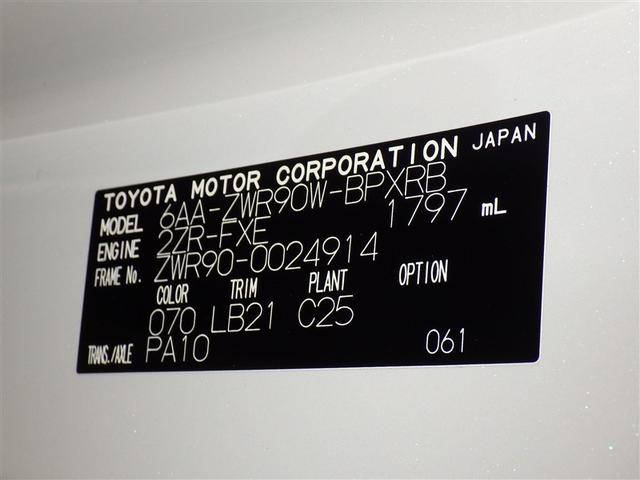 TOYOTA MOTOR CORPORATION JAPAN
MODEL 6AA-ZWR90W-BPXRB
ENGINE 2ZR-FXE 1797 mL
FRAME No. ZWR90-0024914
COLOR TRIM PLANT OPTION
070 LB21 C25
TRANS./AXLE PA10 061